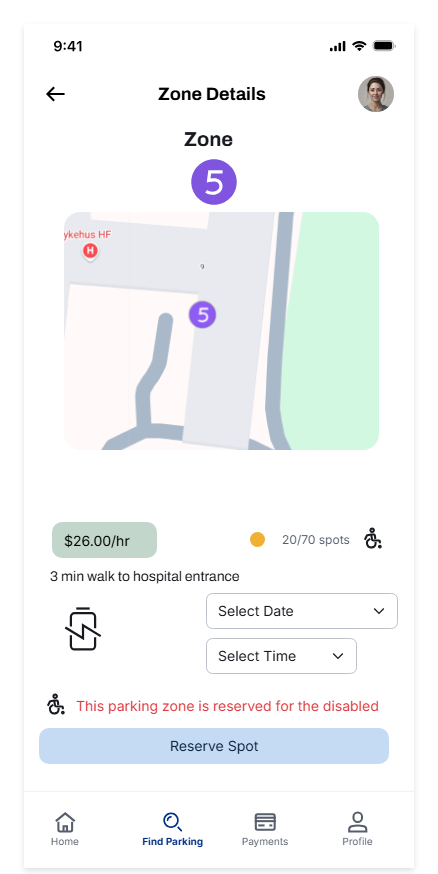 9:41
Zone Details
Zone
5
ykehus HF
H
9
5
$26.00/hr
20/70 spots
3 min walk to hospital entrance
Select Date
Select Time
This parking zone is reserved for the disabled
Reserve Spot
Home
Find Parking
Payments
Profile